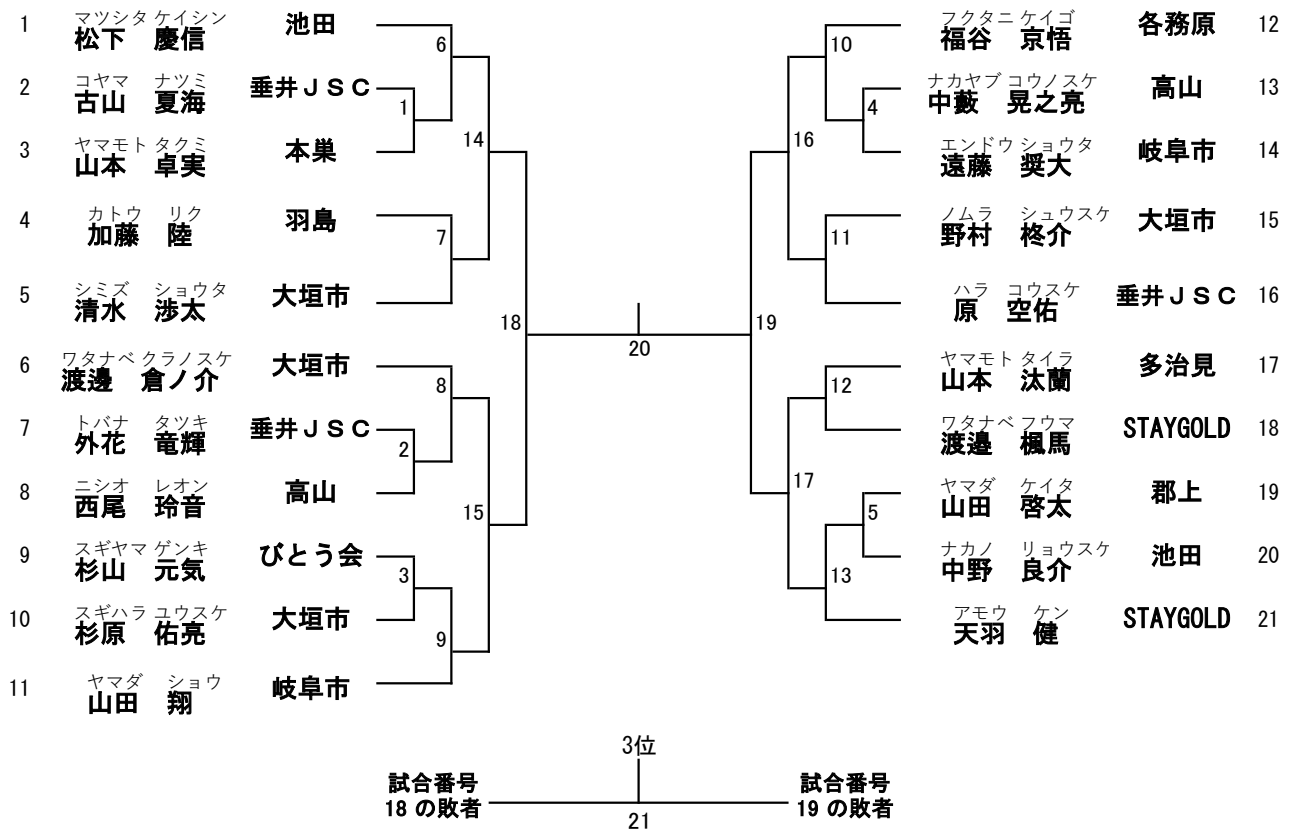 1 マツシタ ケイシン 池田
松下 慶信
6
2 コヤマ ナツミ 垂井ＪＳＣ
古山 夏海
1
3 ヤマモト タクミ 本巣
山本 卓実
14
4 カトウ リク 羽島
加藤 陸
7
5 シミズ ショウタ 大垣市
清水 渉太
18
6 ワタナベ クラノスケ 大垣市
渡邊 倉ノ介
8
7 トバナ タツキ 垂井ＪＳＣ
外花 竜輝
2
8 ニシオ レオン 高山
西尾 玲音
15
9 スギヤマ ゲンキ びとう会
杉山 元気
3
10 スギハラ ユウスケ 大垣市
杉原 佑亮
9
11 ヤマダ ショウ 岐阜市
山田 翔
20
フクタニ ケイゴ 各務原 12
福谷 京悟
10
ナカヤブ コウノスケ 高山 13
中藪 晃之亮
4
エンドウ ショウタ 岐阜市 14
遠藤 奨大
16
ノムラ シュウスケ 大垣市 15
野村 柊介
11
ハラ コウスケ 垂井ＪＳＣ 16
原 空佑
19
ヤマモト タイラ 多治見 17
山本 汰蘭
12
ワタナベ フウマ STAYGOLD 18
渡邉 楓馬
17
ヤマダ ケイタ 郡上 19
山田 啓太
5
ナカノ リョウスケ 池田 20
中野 良介
13
アモウ ケン STAYGOLD 21
天羽 健
3位
試合番号
18 の敗者
試合番号
19 の敗者
21